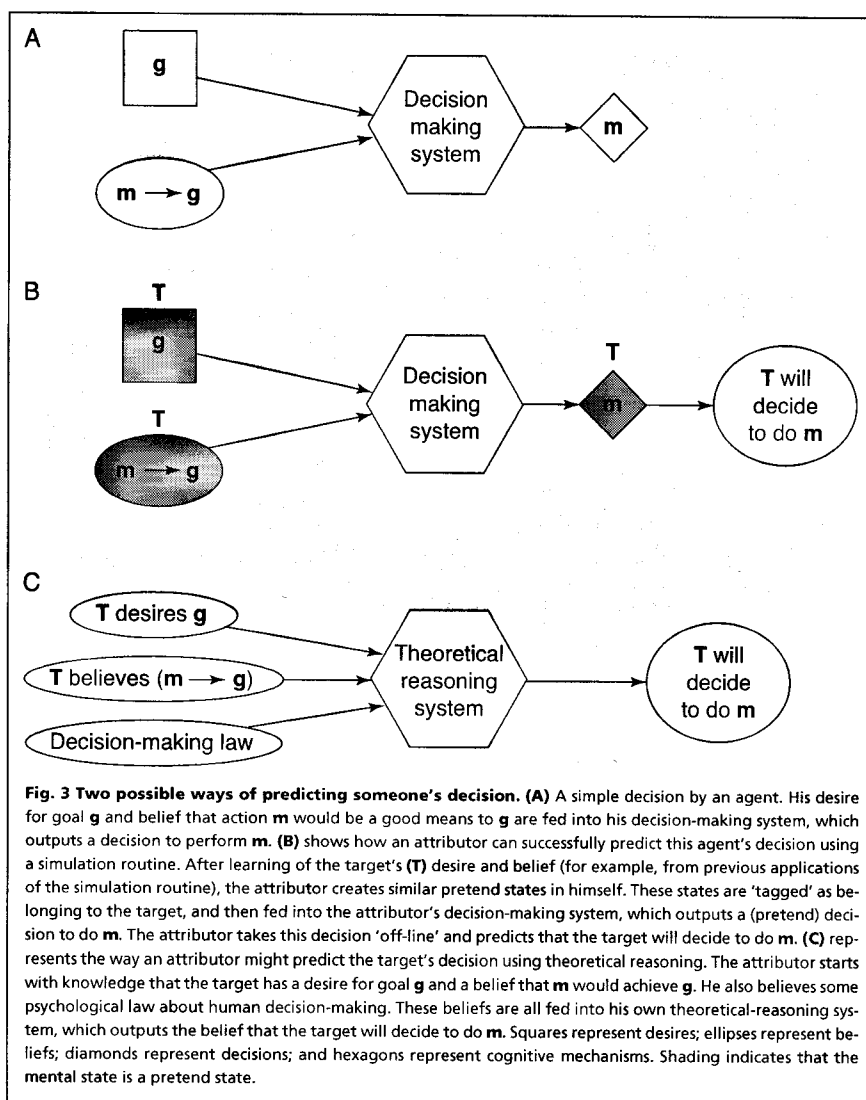 A
g
Decision
making
system
m
m → g
B
T
g
T
m → g
Decision
making
system
T
m
T will
decide
to do m
C
T desires g
T believes (m → g)
Decision-making law
Theoretical
reasoning
system
T will
decide
to do m
Fig. 3 Two possible ways of predicting someone's decision. (A) A simple decision by an agent. His desire
for goal g and belief that action m would be a good means to g are fed into his decision-making system, which
outputs a decision to perform m. (B) shows how an attributor can successfully predict this agent's decision using
a simulation routine. After learning of the target's (T) desire and belief (for example, from previous applications
of the simulation routine), the attributor creates similar pretend states in himself. These states are 'tagged' as be-
longing to the target, and then fed into the attributor's decision-making system, which outputs a (pretend) deci-
sion to do m. The attributor takes this decision 'off-line' and predicts that the target will decide to do m. (C) rep-
resents the way an attributor might predict the target's decision using theoretical reasoning. The attributor starts
with knowledge that the target has a desire for goal g and a belief that m would achieve g. He also believes some
psychological law about human decision-making. These beliefs are all fed into his own theoretical-reasoning sys-
tem, which outputs the belief that the target will decide to do m. Squares represent desires; ellipses represent be-
liefs; diamonds represent decisions; and hexagons represent cognitive mechanisms. Shading indicates that the
mental state is a pretend state.